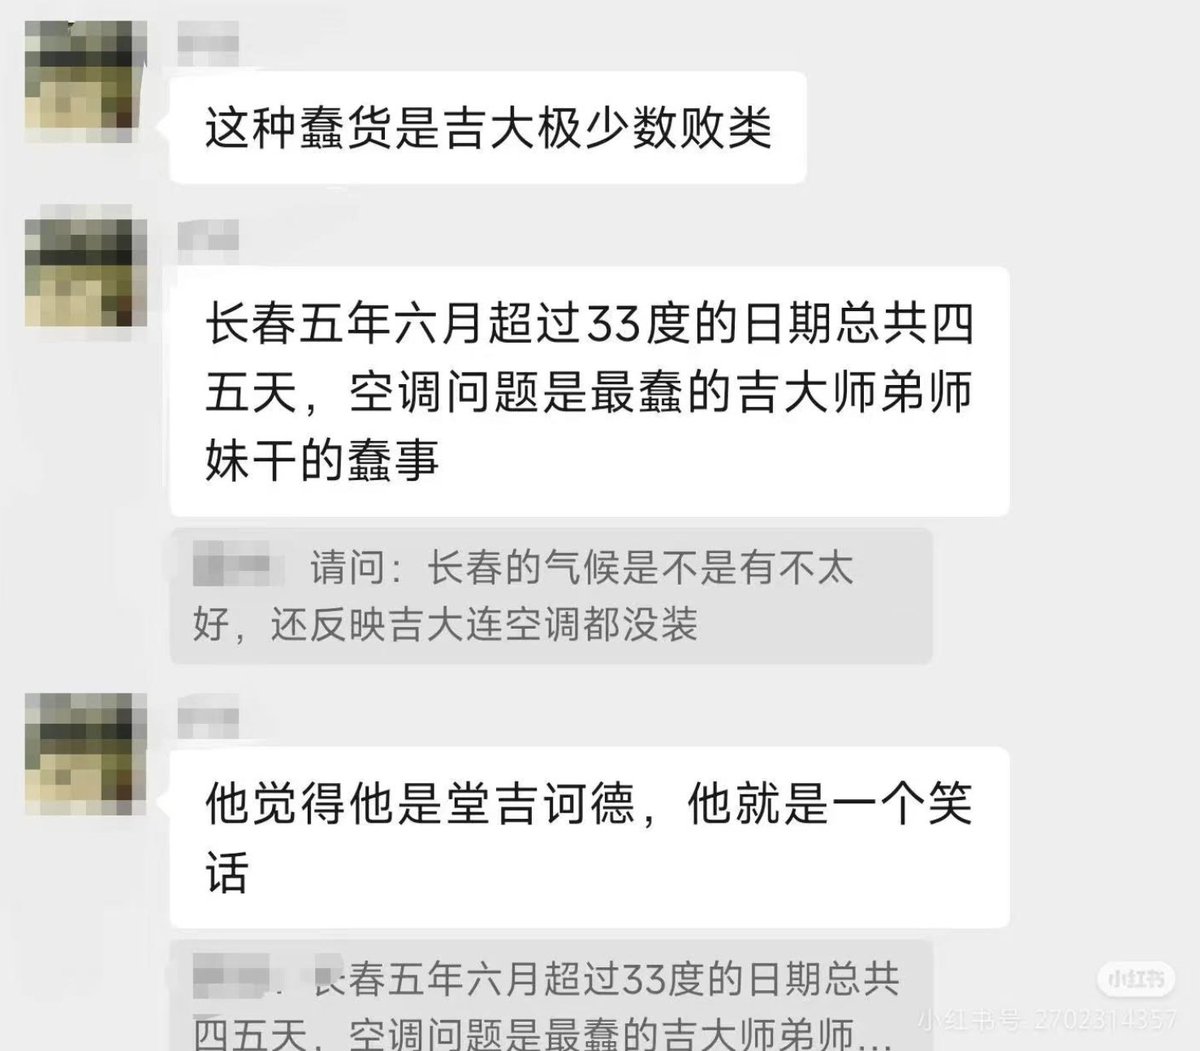 这种蠢货是吉大极少数败类
长春五年六月超过33度的日期总共四
五天，空调问题是最蠢的吉大师弟师
妹干的蠢事
请问：长春的气候是不是有不太
好，还反映吉大连空调都没装
他觉得他是堂吉诃德，他就是一个笑
话
长春五年六月超过33度的日期总共
四五天，空调问题是最蠢的吉大师弟师...
小红书
小红书号: 2702314357